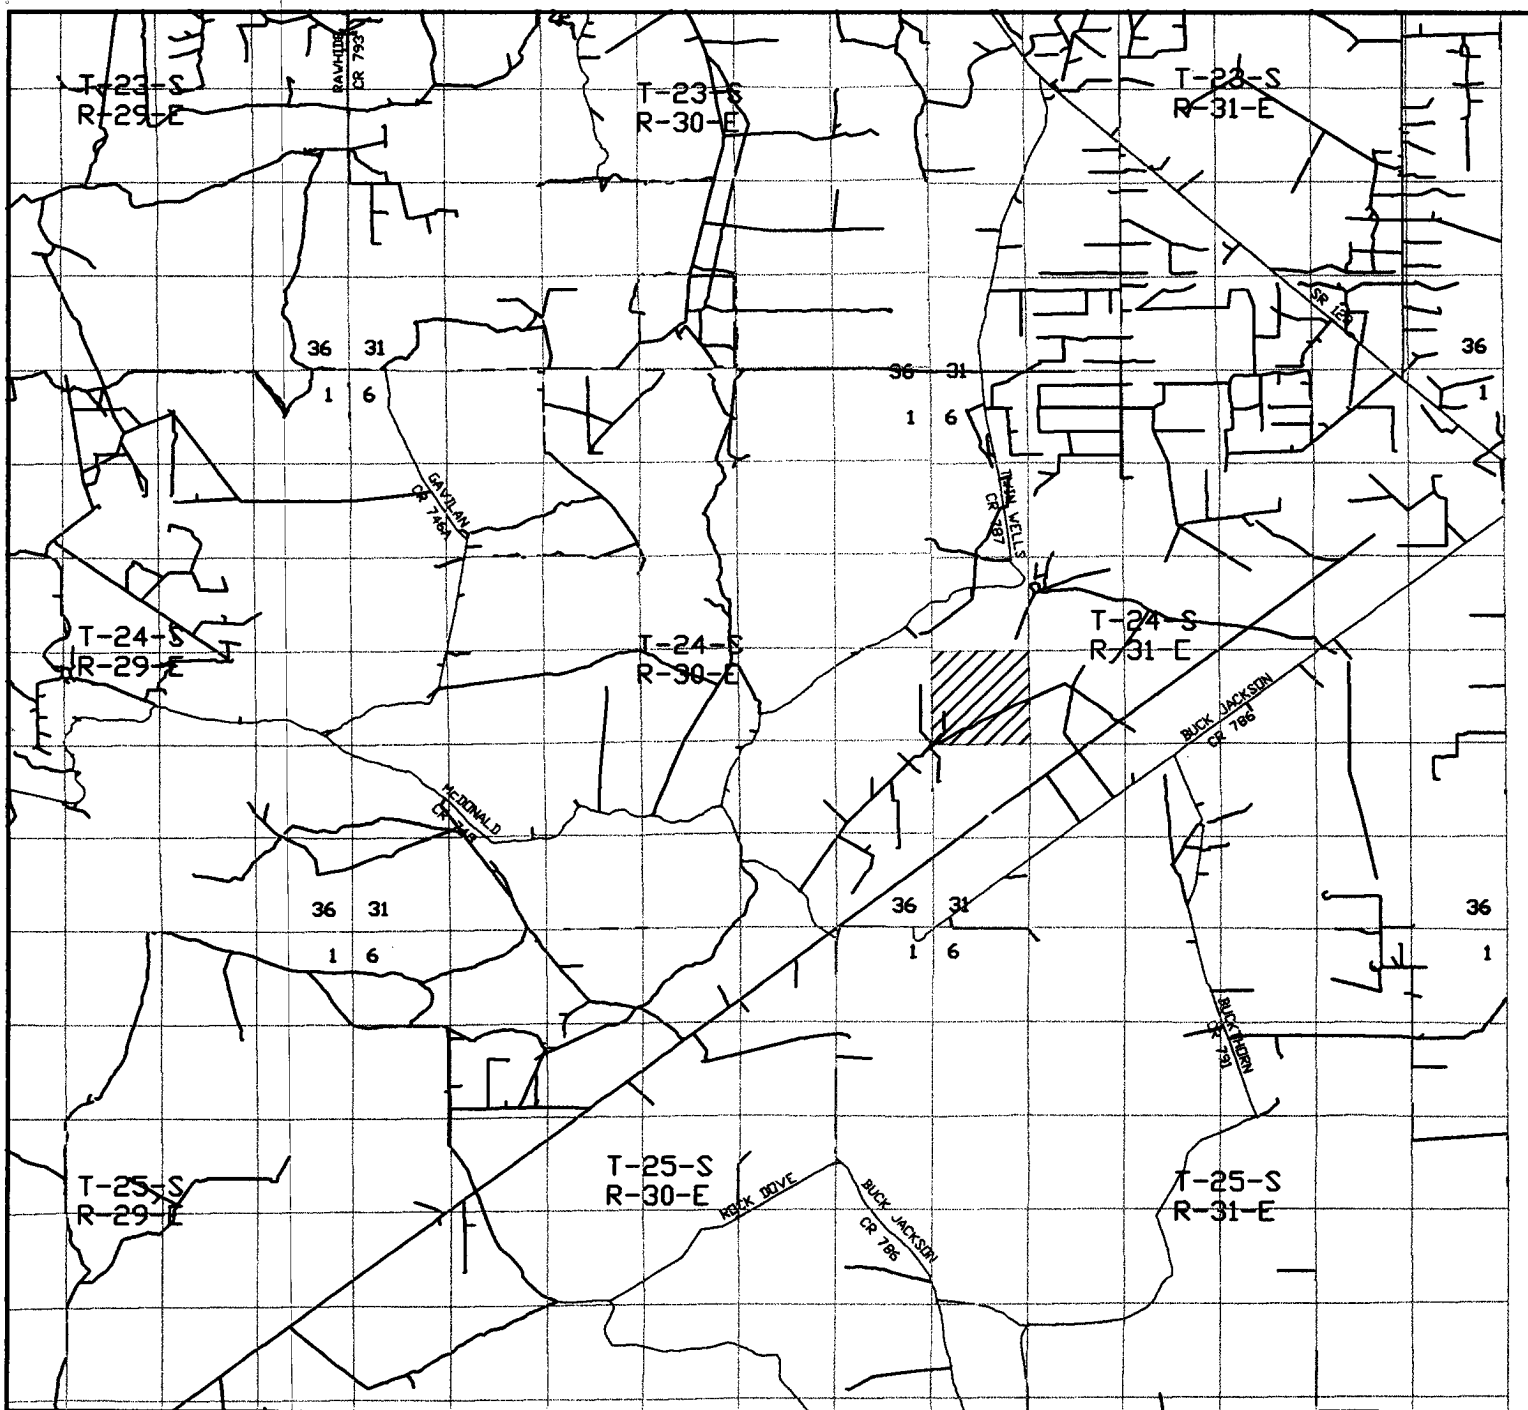 RAWHIDE
CR 793
T-23-S
R-29-E
T-23-S
R-30-E
T-23-S
R-31-E
SR 128
36 31
1 6
36 31
1 6
36
1
GAVILAN
CR 746A
TWIN WELLS
CR 787
T-24-S
R-29-E
T-24-S
R-30-E
T-24-S
R-31-E
BUCK JACKSON
CR 786
McDONALD
CR 748
36 31
1 6
36 31
1 6
36
1
BUCKTHORN
CR 791
T-25-S
R-29-E
T-25-S
R-30-E
T-25-S
R-31-E
ROCK DOVE
BUCK JACKSON
CR 786